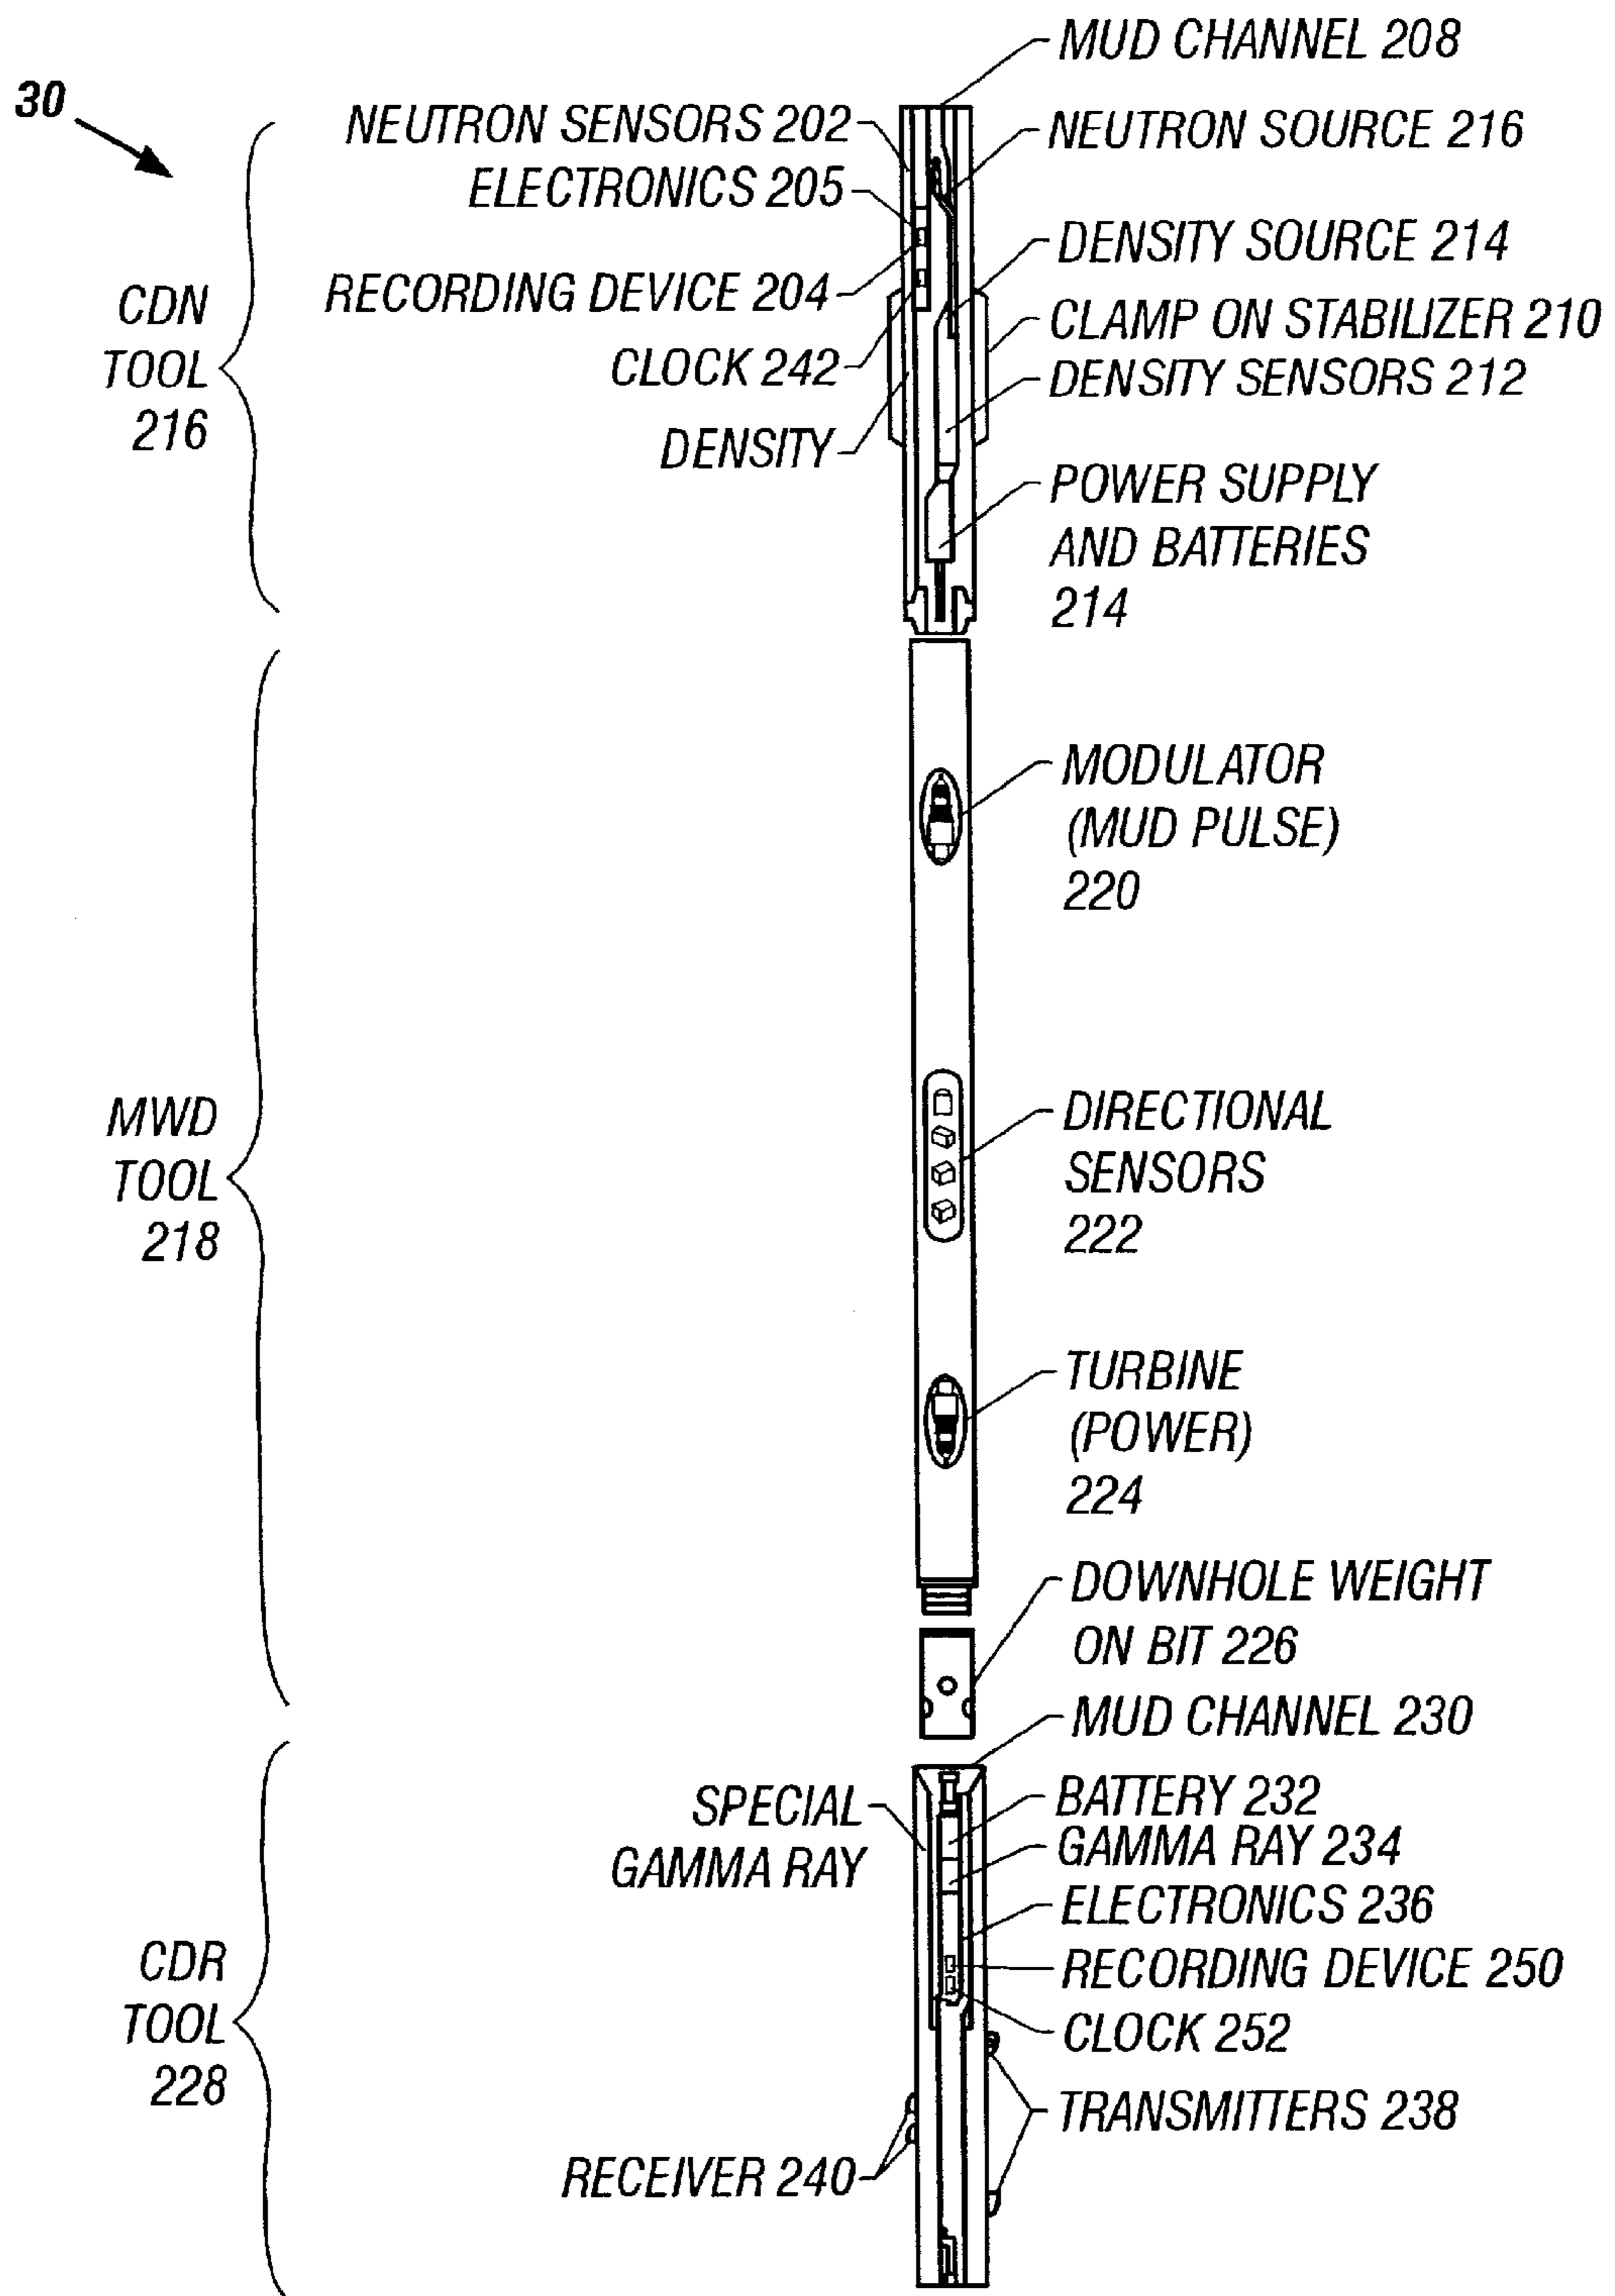 30
MUD CHANNEL 208
NEUTRON SENSORS 202
NEUTRON SOURCE 216
ELECTRONICS 205
DENSITY SOURCE 214
RECORDING DEVICE 204
CLAMP ON STABILIZER 210
CLOCK 242
DENSITY SENSORS 212
DENSITY
POWER SUPPLY
AND BATTERIES
214
CDN
TOOL
216
MODULATOR
(MUD PULSE)
220
DIRECTIONAL
SENSORS
222
MWD
TOOL
218
TURBINE
(POWER)
224
DOWNHOLE WEIGHT
ON BIT 226
MUD CHANNEL 230
SPECIAL
GAMMA RAY
BATTERY 232
GAMMA RAY 234
ELECTRONICS 236
RECORDING DEVICE 250
CLOCK 252
CDR
TOOL
228
TRANSMITTERS 238
RECEIVER 240